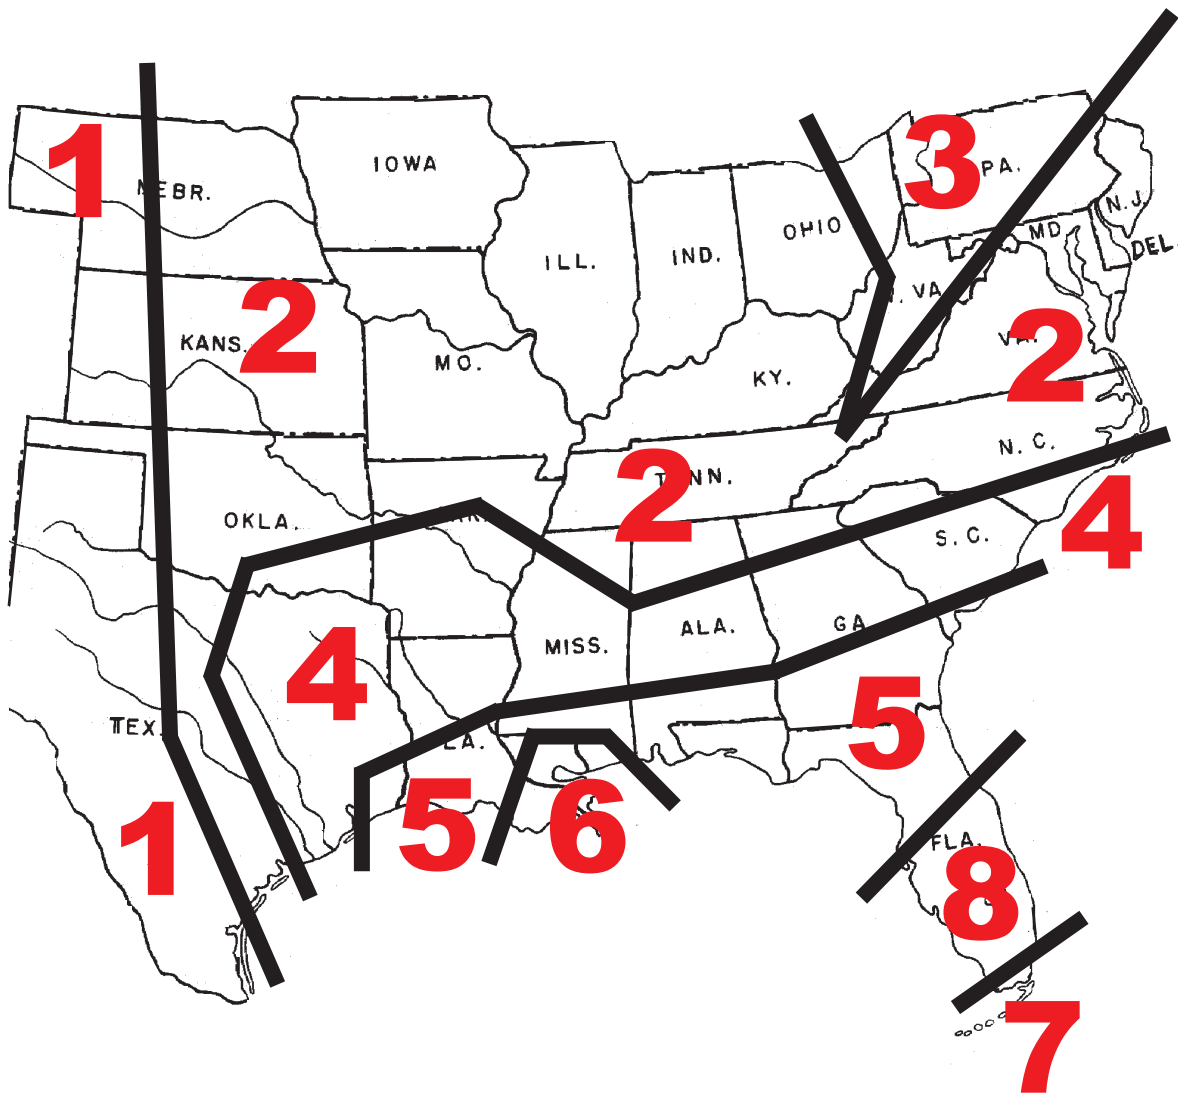 IOWA
1
NEBR.
3
PA.
N.J.
OHIO
MD.
DEL.
ILL.
IND.
VA.
KANS.
2
MO.
KY.
VA.
2
TENN.
2
N. C.
OKLA.
4
S. C.
4
MISS.
ALA.
GA
TEX.
LA.
5
5
1
6
FLA.
8
7